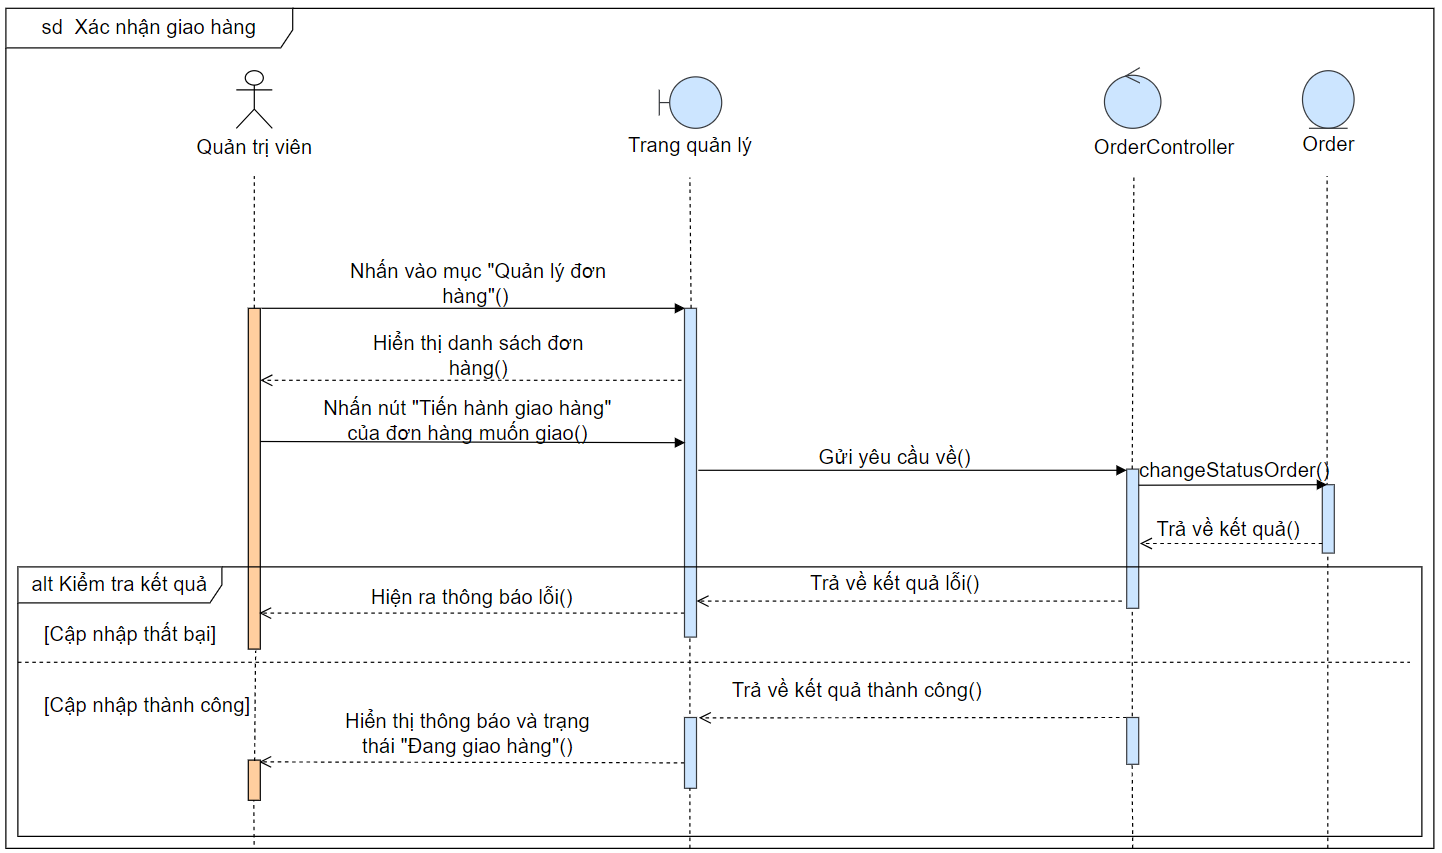 sd  Xác nhận giao hàng
Quản trị viên
Trang quản lý
OrderController
Order
Nhấn vào mục "Quản lý đơn
hàng"()
Hiển thị danh sách đơn
hàng()
Nhấn nút "Tiến hành giao hàng"
của đơn hàng muốn giao()
Gửi yêu cầu về()
changeStatusOrder()
Trả về kết quả()
alt Kiểm tra kết quả
Trả về kết quả lỗi()
Hiện ra thông báo lỗi()
[Cập nhập thất bại]
Trả về kết quả thành công()
[Cập nhập thành công]
Hiển thị thông báo và trạng
thái "Đang giao hàng"()